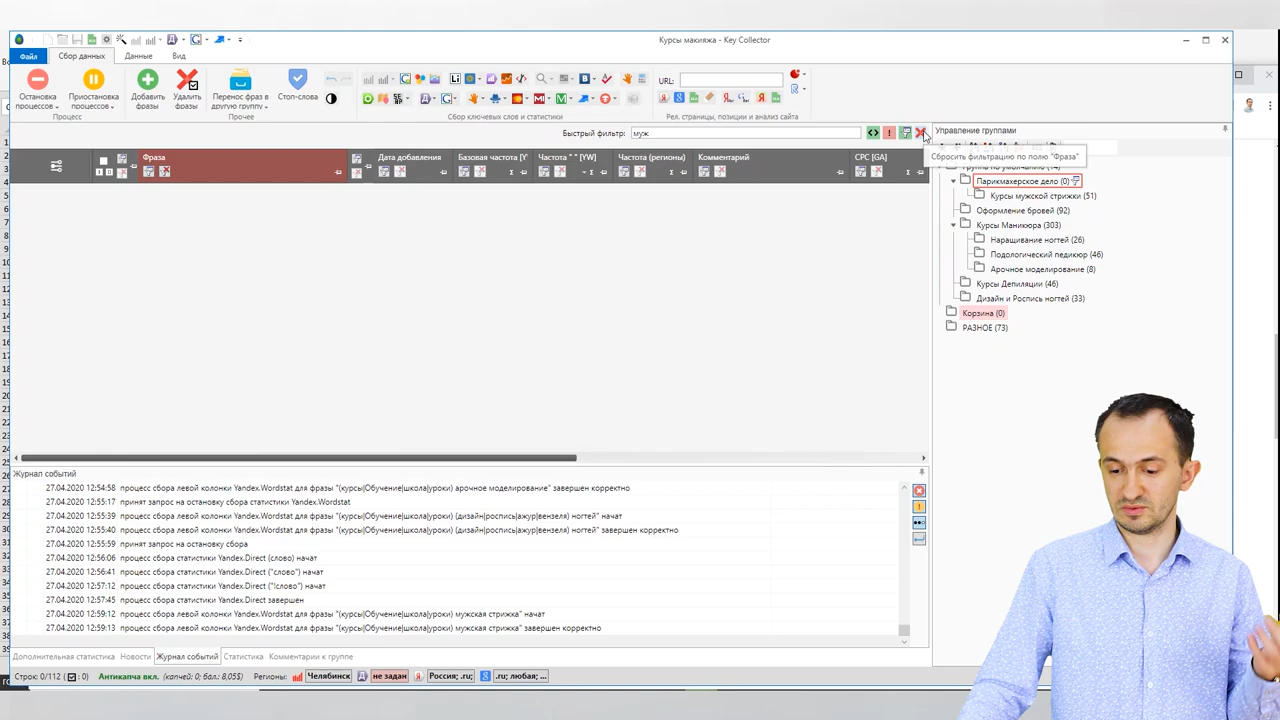 Курсы макияжа - Key Collector
Файл Сбор данных Данные Вид
Остановка процессов
Приостановка процессов
Добавить фразы
Удалить фразы
Перенос фраз в другую группу
Стоп-слова
URL:
Процесс Прочее Сбор ключевых слов и статистики Рел. страницы, позиции и анализ сайта
Быстрый фильтр: муж
Управление группами
Фраза Дата добавления Базовая частота [Y Частота " " [YW] Частота (регионы) Комментарий CPC [GA]
Сбросить фильтрацию по полю "Фраза"
Парикмахерское дело (0)
Курсы мужской стрижки (51)
Оформление бровей (92)
Курсы Маникюра (303)
Наращивание ногтей (26)
Подологический педикюр (46)
Арочное моделирование (8)
Курсы Депиляции (46)
Дизайн и Роспись ногтей (33)
Корзина (0)
РАЗНОЕ (73)
Журнал событий
27.04.2020 12:54:58 процесс сбора левой колонки Yandex.Wordstat для фразы "(курсы|Обучение|школа|уроки) арочное моделирование" завершен корректно
27.04.2020 12:55:17 принят запрос на остановку сбора статистики Yandex.Wordstat
27.04.2020 12:55:39 процесс сбора левой колонки Yandex.Wordstat для фразы "(курсы|Обучение|школа|уроки) (дизайн|роспись|ажур|вензеля) ногтей" начат
27.04.2020 12:55:40 процесс сбора левой колонки Yandex.Wordstat для фразы "(курсы|Обучение|школа|уроки) (дизайн|роспись|ажур|вензеля) ногтей" завершен корректно
27.04.2020 12:55:59 принят запрос на остановку сбора
27.04.2020 12:56:06 процесс сбора статистики Yandex.Direct (слово) начат
27.04.2020 12:56:41 процесс сбора статистики Yandex.Direct ("слово") начат
27.04.2020 12:57:12 процесс сбора статистики Yandex.Direct ("!слово") начат
27.04.2020 12:57:45 процесс сбора статистики Yandex.Direct завершен
27.04.2020 12:59:12 процесс сбора левой колонки Yandex.Wordstat для фразы "(курсы|Обучение|школа|уроки) мужская стрижка" начат
27.04.2020 12:59:13 процесс сбора левой колонки Yandex.Wordstat для фразы "(курсы|Обучение|школа|уроки) мужская стрижка" завершен корректно
Дополнительная статистика Новости Журнал событий Статистика Комментарии к группе
Строк: 0/112 ( : 0) Антикапча вкл. (капчей: 0; бал.: 8,05$) Регионы: Челябинск не задан Россия; .ru; .ru; любая; ...